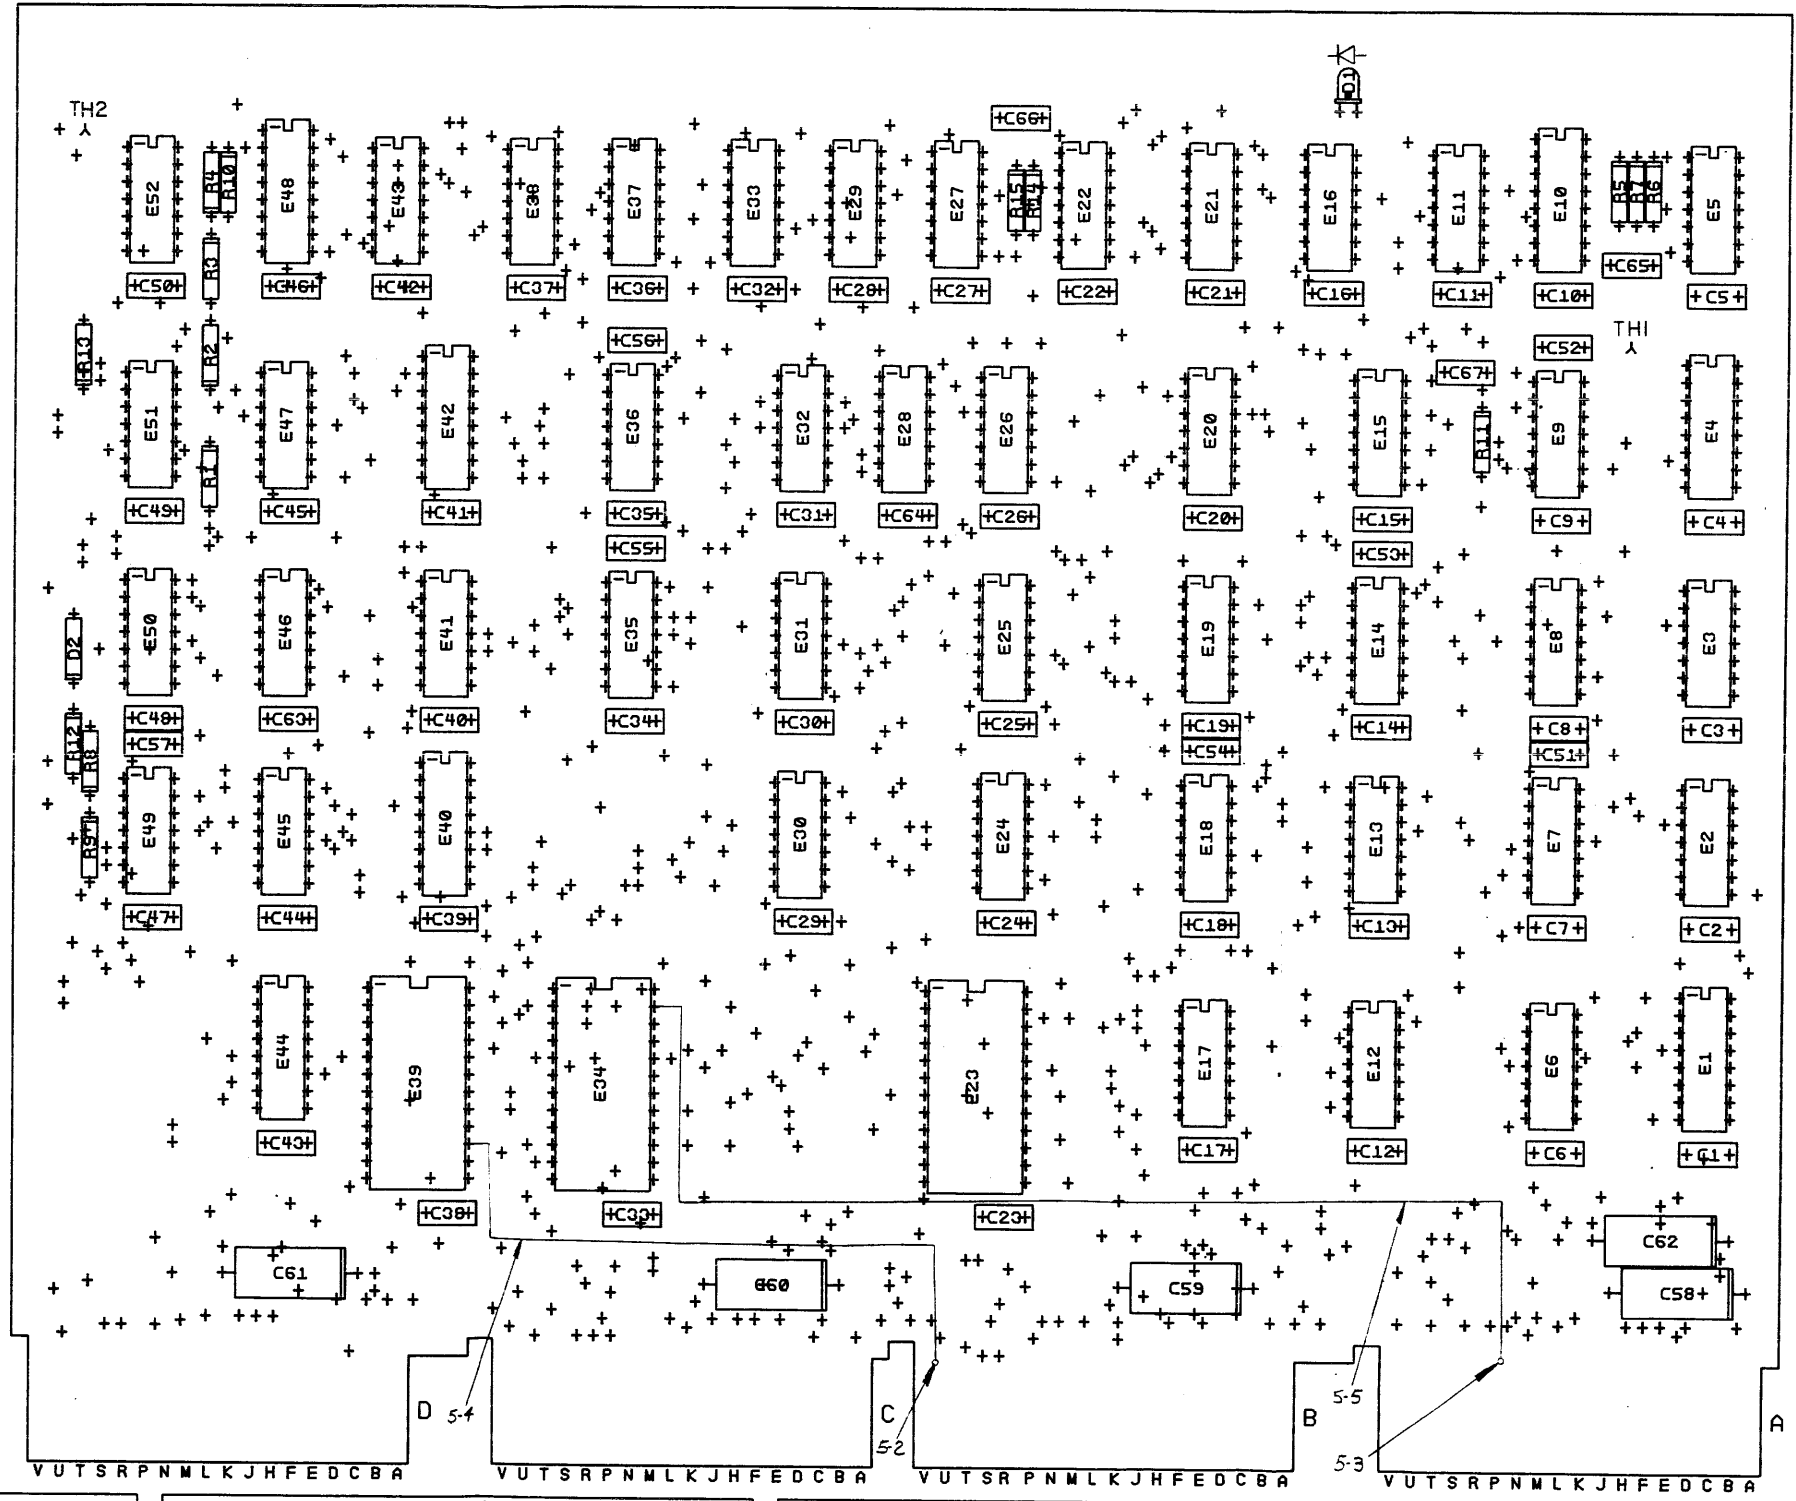 D1
TH2
C66
E52 R4 R10 E48 E43 E38 E37 E33 E29 E27 R15 R14 E22 E21 E16 E11 E10 R5 R7 R6 E5
R3
C65
C50 C46 C42 C37 C36 C32 C28 C27 C22 C21 C16 C11 C10 C5
TH1
R13 R2 C56 C52
C67
E51 E47 E42 E36 E32 E28 E26 E20 E15 R11 E9 E4
R1
C49 C45 C41 C35 C31 C64 C26 C20 C15 C9 C4
C55 C53
D2 E50 E46 E41 E35 E31 E25 E19 E14 E8 E3
C48 C63 C40 C34 C30 C25 C19 C14 C8 C3
R12 R8 C57 C54 C51
R9 E49 E45 E40 E30 E24 E18 E13 E7 E2
C47 C44 C39 C29 C24 C18 C13 C7 C2
E44 E39 E34 E23 E17 E12 E6 E1
C43 C17 C12 C6 C1
C38 C33 C23
C62
C61 C60 C59 C58
D 5-4 C 5-2 B 5-5 5-3 A
V U T S R P N M L K J H F E D C B A V U T S R P N M L K J H F E D C B A V U T S R P N M L K J H F E D C B A V U T S R P N M L K J H F E D C B A